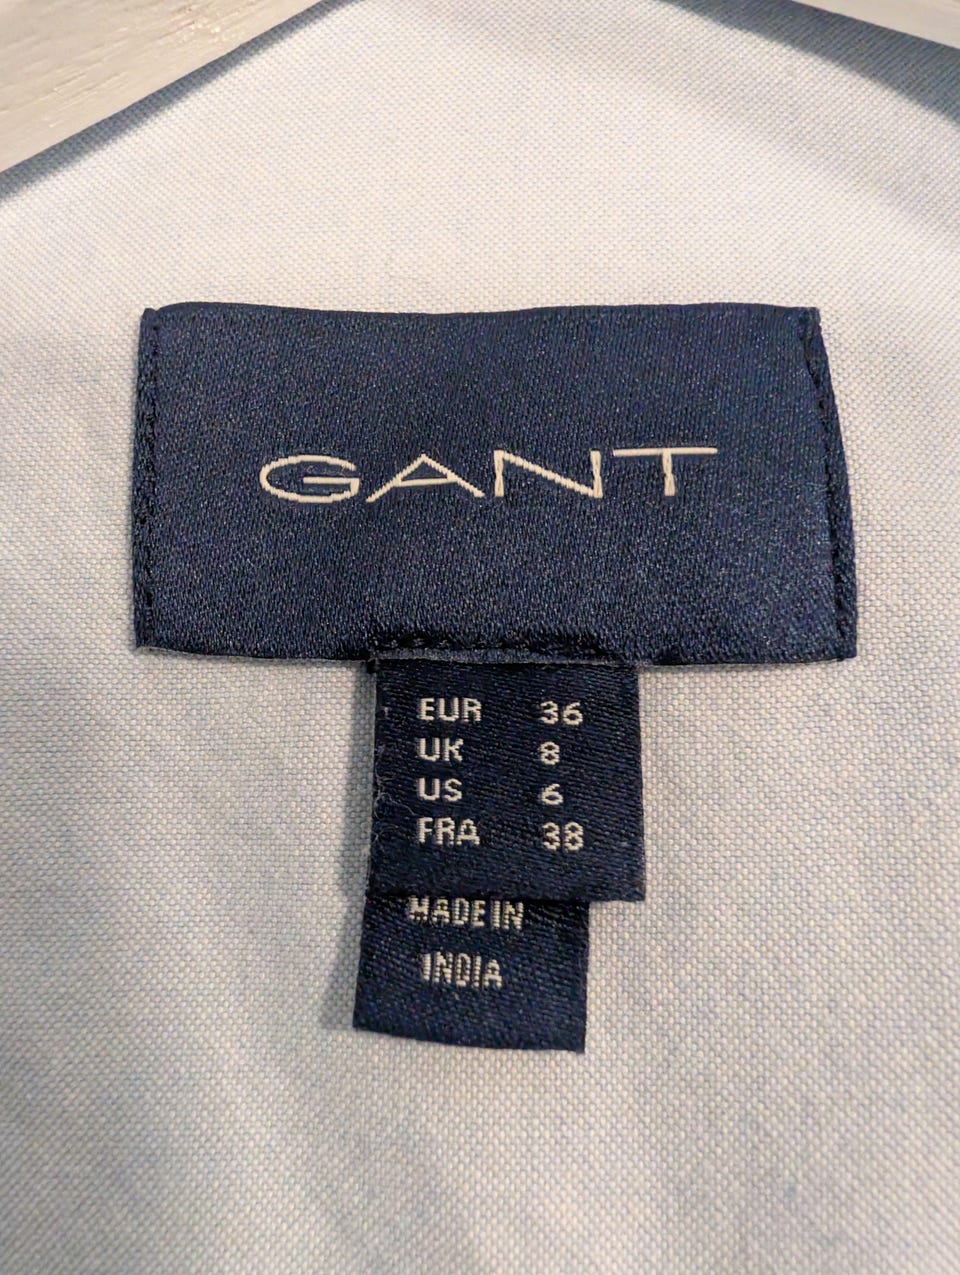 GANT
EUR 36
UK 8
US 6
FRA 38
MADE IN
INDIA